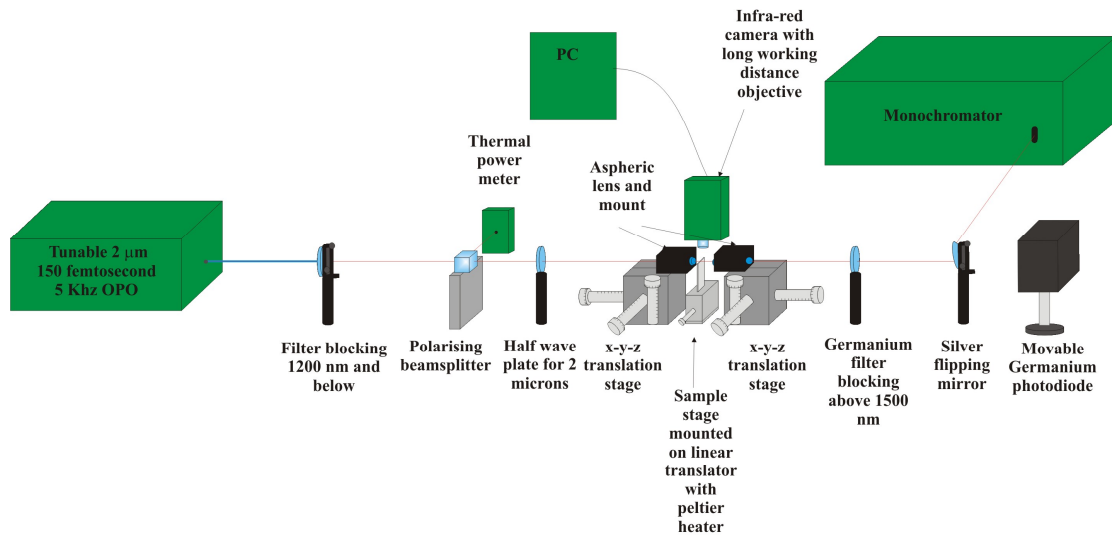 Infra-red
camera with
long working
distance
objective
PC
Monochromator
Thermal
power
meter
Aspheric
lens and
mount
Tunable 2 μm
150 femtosecond
5 Khz OPO
Filter blocking
1200 nm and
below
Polarising
beamsplitter
Half wave
plate for 2
microns
x-y-z
translation
stage
Sample
stage
mounted
on linear
translator
with
peltier
heater
x-y-z
translation
stage
Germanium
filter
blocking
above 1500
nm
Silver
flipping
mirror
Movable
Germanium
photodiode